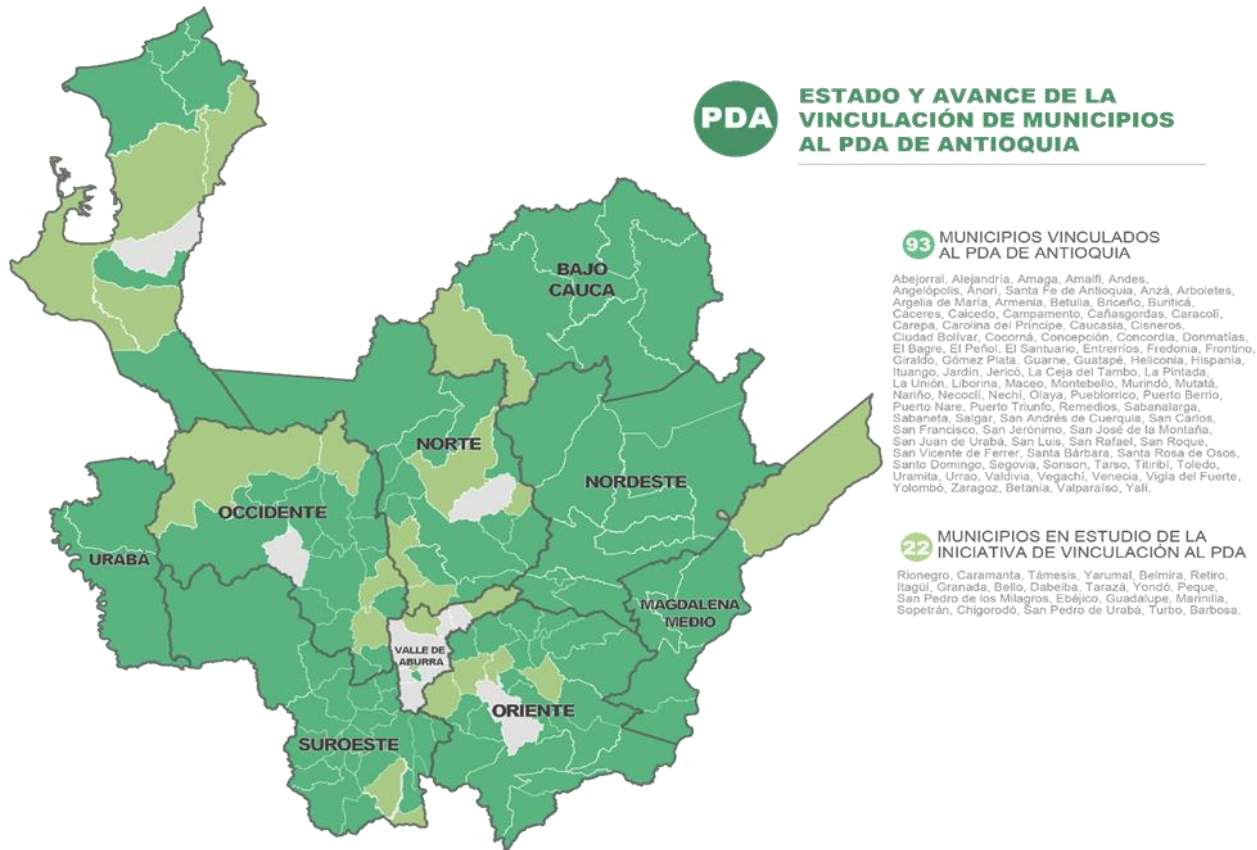 PDA
ESTADO Y AVANCE DE LA
VINCULACIÓN DE MUNICIPIOS
AL PDA DE ANTIOQUIA
93 MUNICIPIOS VINCULADOS
AL PDA DE ANTIOQUIA
Abejorral, Alejandría, Amaga, Amalfi, Andes,
Angelópolis, Anorí, Santa Fe de Antioquia, Anzá, Arboletes,
Argelia de María, Armenia, Betulia, Briceño, Buriticá,
Cáceres, Caicedo, Campamento, Cañasgordas, Caracolí,
Carepa, Carolina del Príncipe, Caucasia, Cisneros,
Ciudad Bolívar, Cocorná, Concepción, Concordia, Donmatías,
El Bagre, El Peñol, El Santuario, Entrerríos, Fredonia, Frontino,
Giraldo, Gómez Plata, Guarne, Guatapé, Heliconia, Hispania,
Ituango, Jardín, Jericó, La Ceja del Tambo, La Pintada,
La Unión, Liborina, Maceo, Montebello, Murindó, Mutatá,
Nariño, Necoclí, Nechí, Olaya, Pueblorrico, Puerto Berrío,
Puerto Nare, Puerto Triunfo, Remedios, Sabanalarga,
Sabaneta, Salgar, San Andrés de Cuerquia, San Carlos,
San Francisco, San Jerónimo, San José de la Montaña,
San Juan de Urabá, San Luis, San Rafael, San Roque,
San Vicente de Ferrer, Santa Bárbara, Santa Rosa de Osos,
Santo Domingo, Segovia, Sonson, Tarso, Titiribí, Toledo,
Uramita, Urrao, Valdivia, Vegachí, Venecia, Vigía del Fuerte,
Yolombó, Zaragoz, Betania, Valparaíso, Yalí.
22 MUNICIPIOS EN ESTUDIO DE LA
INICIATIVA DE VINCULACIÓN AL PDA
Rionegro, Caramanta, Támesis, Yarumal, Belmira, Retiro,
Itagüí, Granada, Bello, Dabeiba, Tarazá, Yondó, Peque,
San Pedro de los Milagros, Ebéjico, Guadalupe, Marinilla,
Sopetrán, Chigorodó, San Pedro de Urabá, Turbo, Barbosa.
BAJO
CAUCA
NORTE
NORDESTE
OCCIDENTE
URABÁ
MAGDALENA
MEDIO
VALLE DE
ABURRA
ORIENTE
SUROESTE